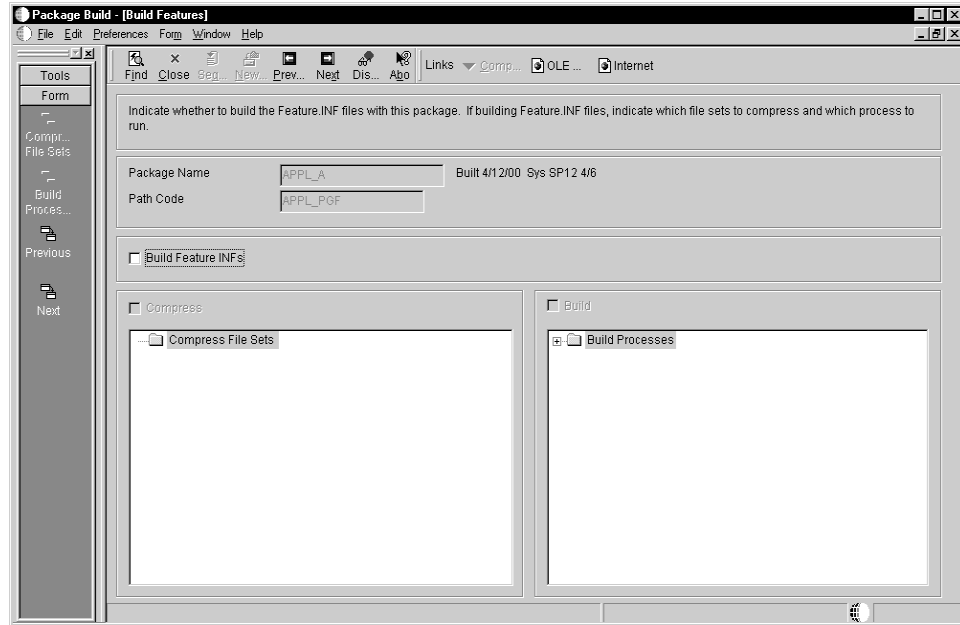 Package Build - [Build Features]
File Edit Preferences Form Window Help
Tools
Form
Compr...
File Sets
Build
Proces...
Previous
Next
Find Close Seq... New... Prev... Next Dis... Abo Links Comp... OLE ... Internet
Indicate whether to build the Feature.INF files with this package. If building Feature.INF files, indicate which file sets to compress and which process to
run.
Package Name APPL_A Built 4/12/00 Sys SP12 4/6
Path Code APPL_PGF
Build Feature INFs
Compress
Compress File Sets
Build
Build Processes